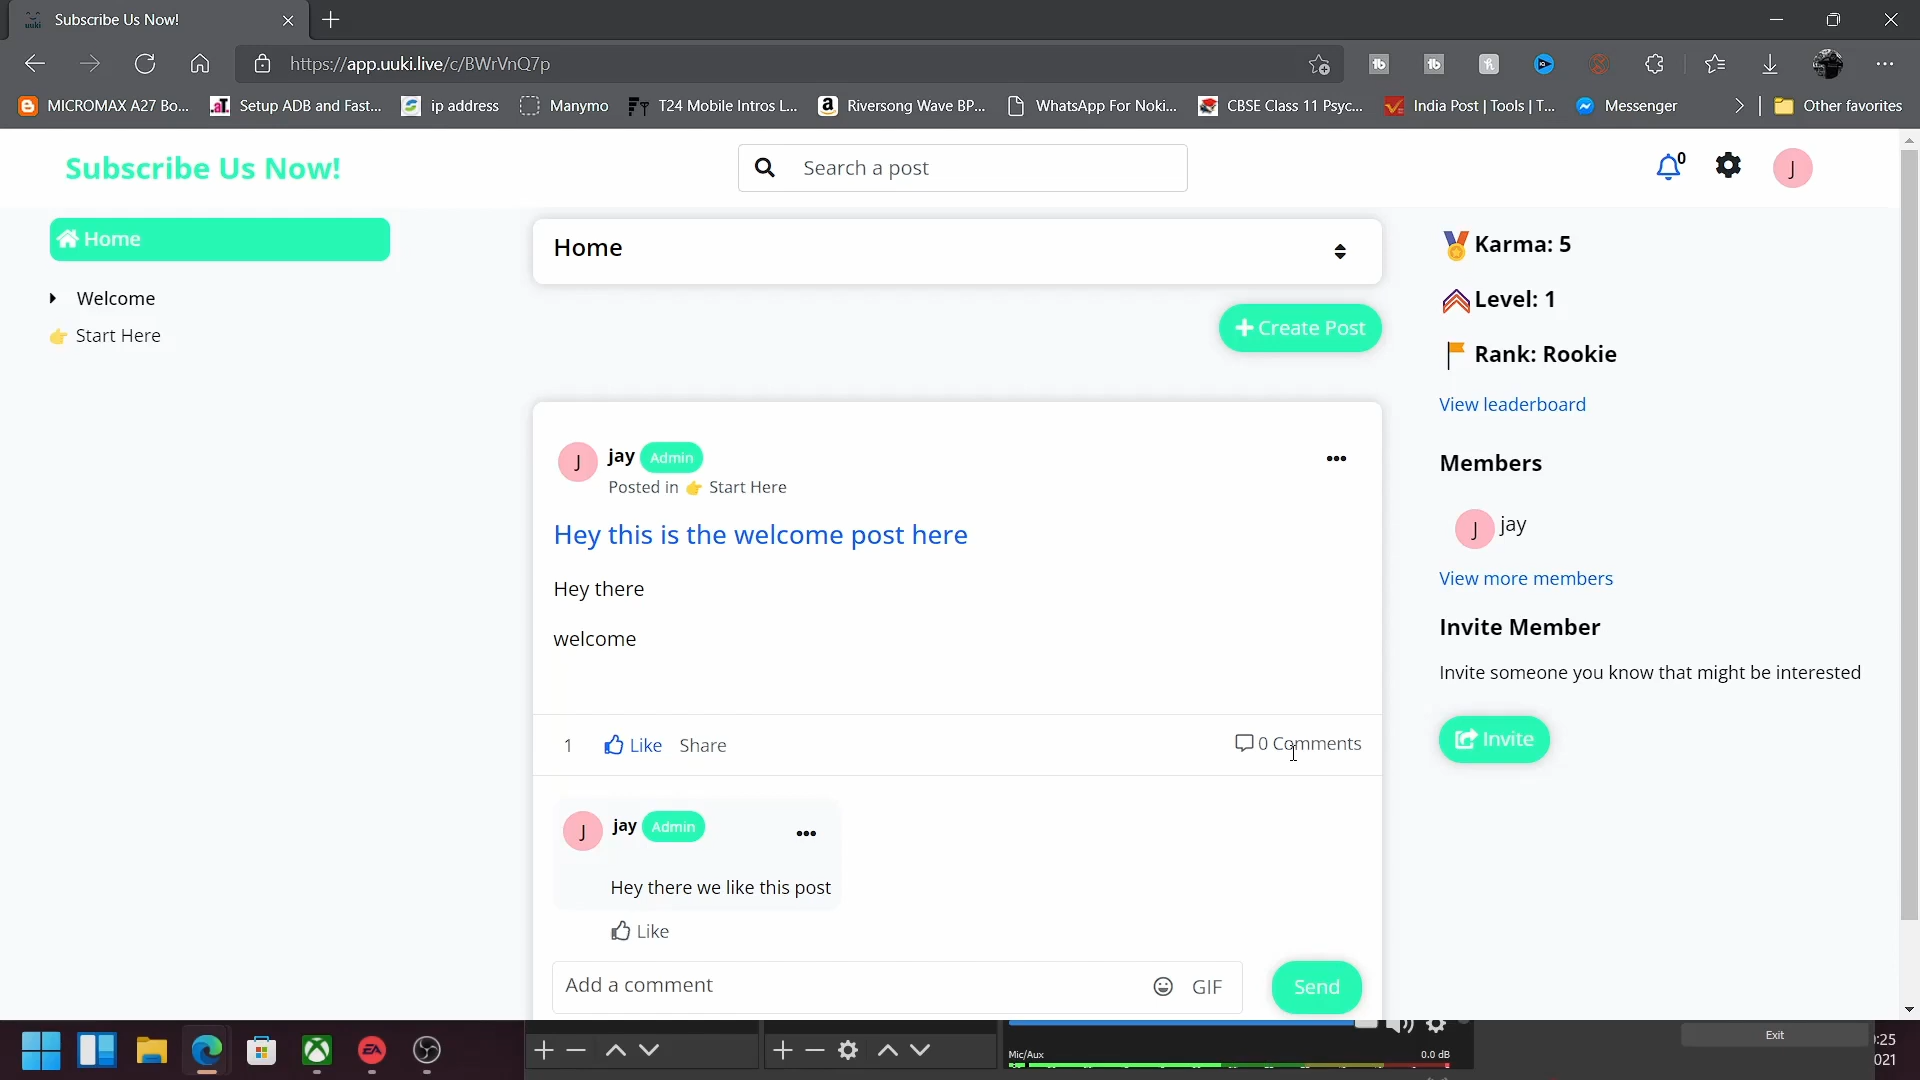 Subscribe Us Now!
https://app.uuki.live/c/BWrVnQ7p
MICROMAX A27 Bo...
Setup ADB and Fast...
ip address
Manymo
T24 Mobile Intros L...
Riversong Wave BP...
WhatsApp For Noki...
CBSE Class 11 Psyc...
India Post | Tools | T...
Messenger
Other favorites
Subscribe Us Now!
Search a post
0
J
Home
Welcome
👉 Start Here
Home
+ Create Post
J
jay Admin
Posted in 👉 Start Here
Hey this is the welcome post here
Hey there
welcome
1 Like Share
0 Comments
J
jay Admin
Hey there we like this post
Like
Add a comment
GIF
Send
Karma: 5
Level: 1
Rank: Rookie
View leaderboard
Members
J
jay
View more members
Invite Member
Invite someone you know that might be interested
Invite
Mic/Aux
0.0 dB
Exit
:25
021